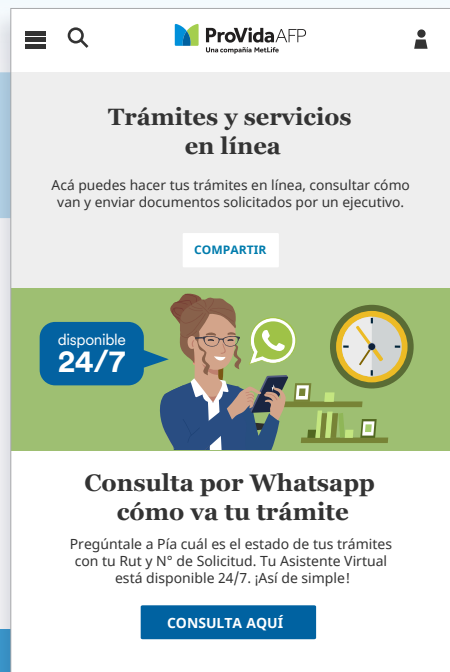 ProVida AFP
Una compañía MetLife
Trámites y servicios
en línea
Acá puedes hacer tus trámites en línea, consultar cómo
van y enviar documentos solicitados por un ejecutivo.
COMPARTIR
disponible
24/7
Consulta por Whatsapp
cómo va tu trámite
Pregúntale a Pía cuál es el estado de tus trámites
con tu Rut y N° de Solicitud. Tu Asistente Virtual
está disponible 24/7. ¡Así de simple!
CONSULTA AQUÍ